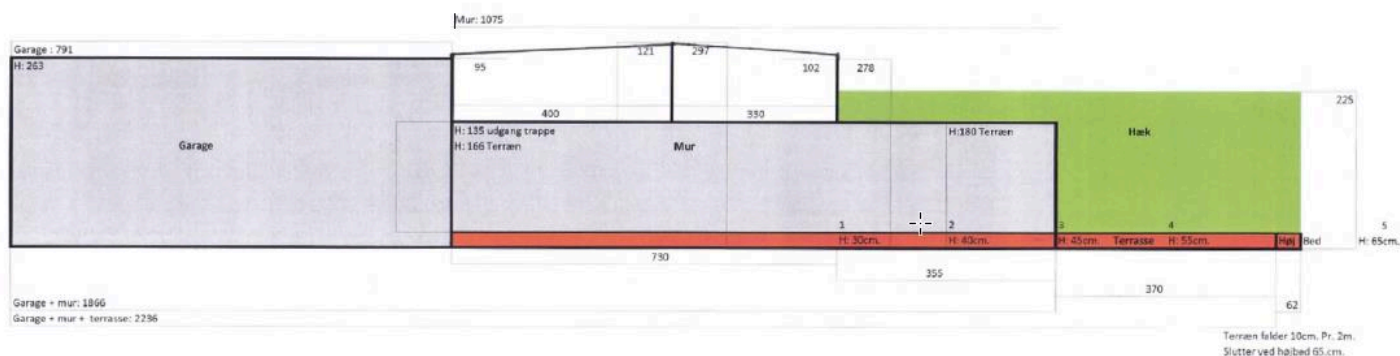 Mur: 1075
Garage : 791
H: 263
121
297
95
102
278
225
400
330
H: 135 udgang trappe
H: 166 Terræn
H:180 Terræn
Garage
Mur
Hæk
1
2
3
4
5
H: 30cm.
H: 40cm.
H: 45cm.
Terrasse
H: 55cm.
Høj
Bed
H: 65cm.
730
355
370
62
Garage + mur: 1866
Garage + mur + terrasse: 2236
Terræn falder 10cm. Pr. 2m.
Slutter ved højbed 65 cm.